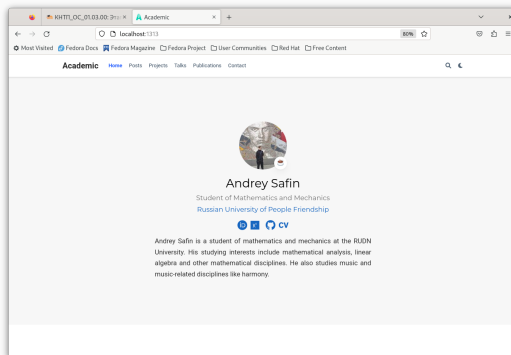 КНТП_ОС_01.03.00: Эта
Academic
localhost:1313
80%
Most Visited Fedora Docs Fedora Magazine Fedora Project User Communities Red Hat Free Content
Academic Home Posts Projects Talks Publications Contact
Andrey Safin
Student of Mathematics and Mechanics
Russian University of People Friendship
iD R^G CV
Andrey Safin is a student of mathematics and mechanics at the RUDN
University. His studying interests include mathematical analysis, linear
algebra and other mathematical disciplines. He also studies music and
music-related disciplines like harmony.